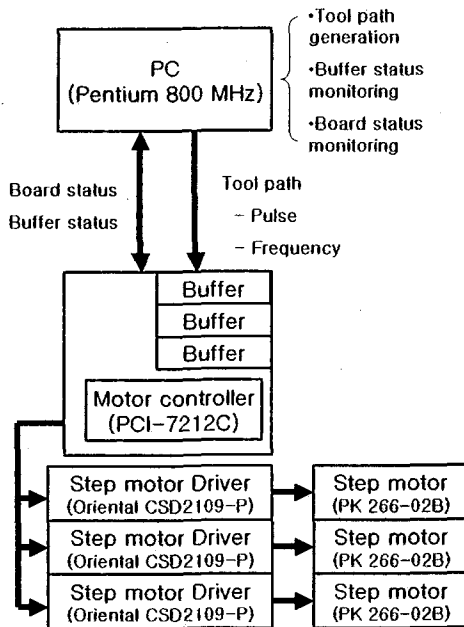 PC
(Pentium 800 MHz)
•Tool path
generation
•Buffer status
monitoring
•Board status
monitoring
Board status
Buffer status
Tool path
- Pulse
- Frequency
Buffer
Buffer
Buffer
Motor controller
(PCI-7212C)
Step motor Driver
(Oriental CSD2109-P)
Step motor
(PK 266-02B)
Step motor Driver
(Oriental CSD2109-P)
Step motor
(PK 266-02B)
Step motor Driver
(Oriental CSD2109-P)
Step motor
(PK 266-02B)